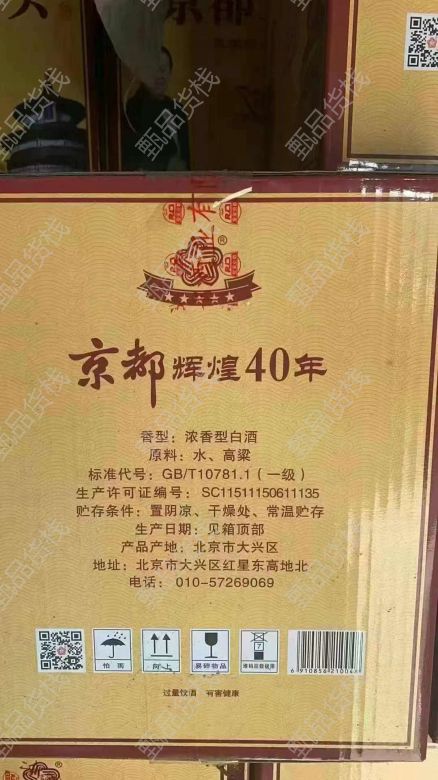 京都
京都辉煌40年
香型：浓香型白酒
原料：水、高粱
标准代号：GB/T10781.1（一级）
生产许可证编号：SC11511150611135
贮存条件：置阴凉、干燥处、常温贮存
生产日期：见箱顶部
产品产地：北京市大兴区
地址：北京市大兴区红星东高地北
电话：010-57269069
怕雨
向上
易碎物品
过量饮酒 有害健康
甄品货栈